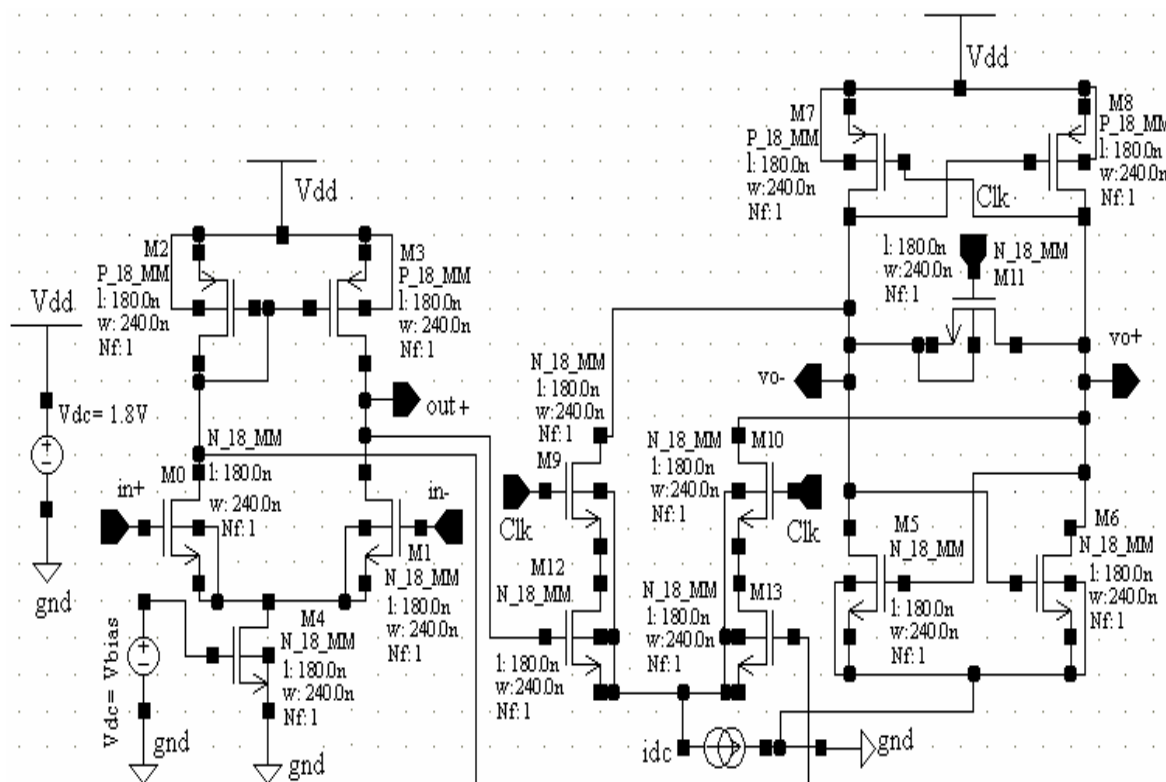 Vdd
Vdc= 1.8V
gnd
Vdd
M2
P_18_MM
l: 180.0n
w: 240.0n
Nf: 1
M3
P_18_MM
l: 180.0n
w: 240.0n
Nf: 1
out+
M0
N_18_MM
l: 180.0n
w: 240.0n
Nf: 1
in+
in-
M1
N_18_MM
l: 180.0n
w: 240.0n
Nf: 1
M4
N_18_MM
l: 180.0n
w: 240.0n
Nf: 1
Vdc= Vbias
gnd
gnd
N_18_MM
l: 180.0n
w:240.0n
Nf: 1
M9
Clk
M12
N_18_MM
l: 180.0n
w:240.0n
Nf: 1
N_18_MM
M10
l: 180.0n
w:240.0n
Nf: 1
Clk
N_18_MM
M13
l: 180.0n
w:240.0n
Nf: 1
idc
gnd
Vdd
M7
P_18_MM
l: 180.0n
w:240.0n
Nf: 1
M8
P_18_MM
l: 180.0n
w:240.0n
Nf: 1
Clk
l: 180.0n
w:240.0n
Nf: 1
N_18_MM
M11
vo-
vo+
M5
N_18_MM
l: 180.0n
w:240.0n
Nf: 1
M6
N_18_MM
l: 180.0n
w:240.0n
Nf: 1